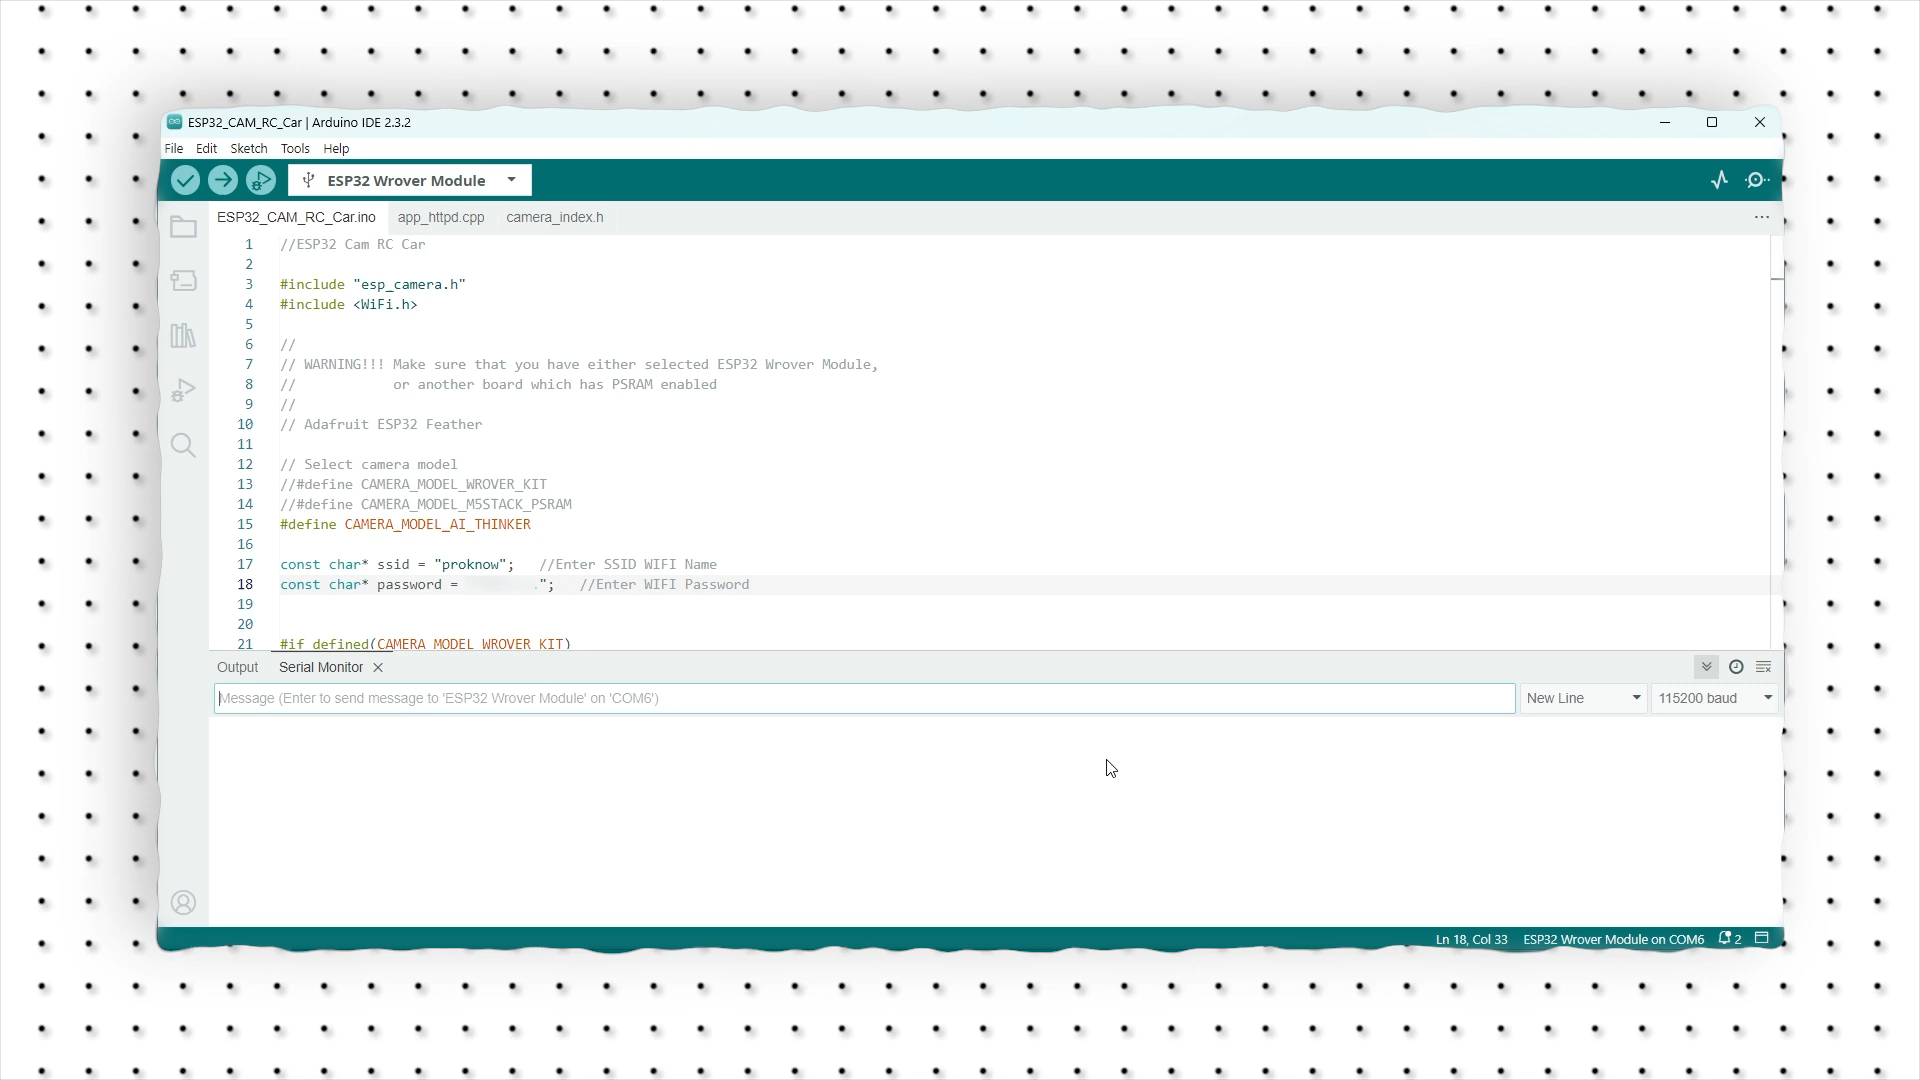 ESP32_CAM_RC_Car | Arduino IDE 2.3.2
File Edit Sketch Tools Help
ESP32 Wrover Module
ESP32_CAM_RC_Car.ino app_httpd.cpp camera_index.h
1 //ESP32 Cam RC Car
2
3 #include "esp_camera.h"
4 #include <WiFi.h>
5
6 //
7 // WARNING!!! Make sure that you have either selected ESP32 Wrover Module,
8 // or another board which has PSRAM enabled
9 //
10 // Adafruit ESP32 Feather
11
12 // Select camera model
13 //#define CAMERA_MODEL_WROVER_KIT
14 //#define CAMERA_MODEL_M5STACK_PSRAM
15 #define CAMERA_MODEL_AI_THINKER
16
17 const char* ssid = "proknow"; //Enter SSID WIFI Name
18 const char* password = "; //Enter WIFI Password
19
20
21 #if defined(CAMERA_MODEL_WROVER_KIT)
Output Serial Monitor
Message (Enter to send message to 'ESP32 Wrover Module' on 'COM6') New Line 115200 baud
Ln 18, Col 33 ESP32 Wrover Module on COM6 2